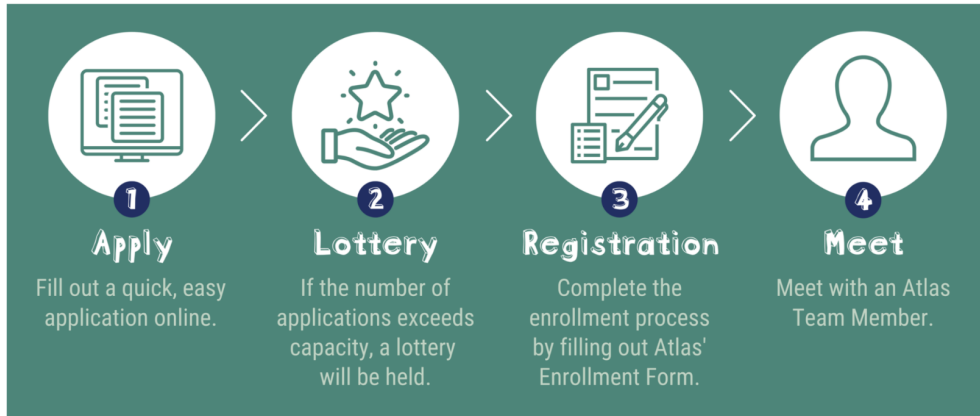 1
Apply
Fill out a quick, easy
application online.
2
Lottery
If the number of
applications exceeds
capacity, a lottery
will be held.
3
Registration
Complete the
enrollment process
by filling out Atlas'
Enrollment Form.
4
Meet
Meet with an Atlas
Team Member.